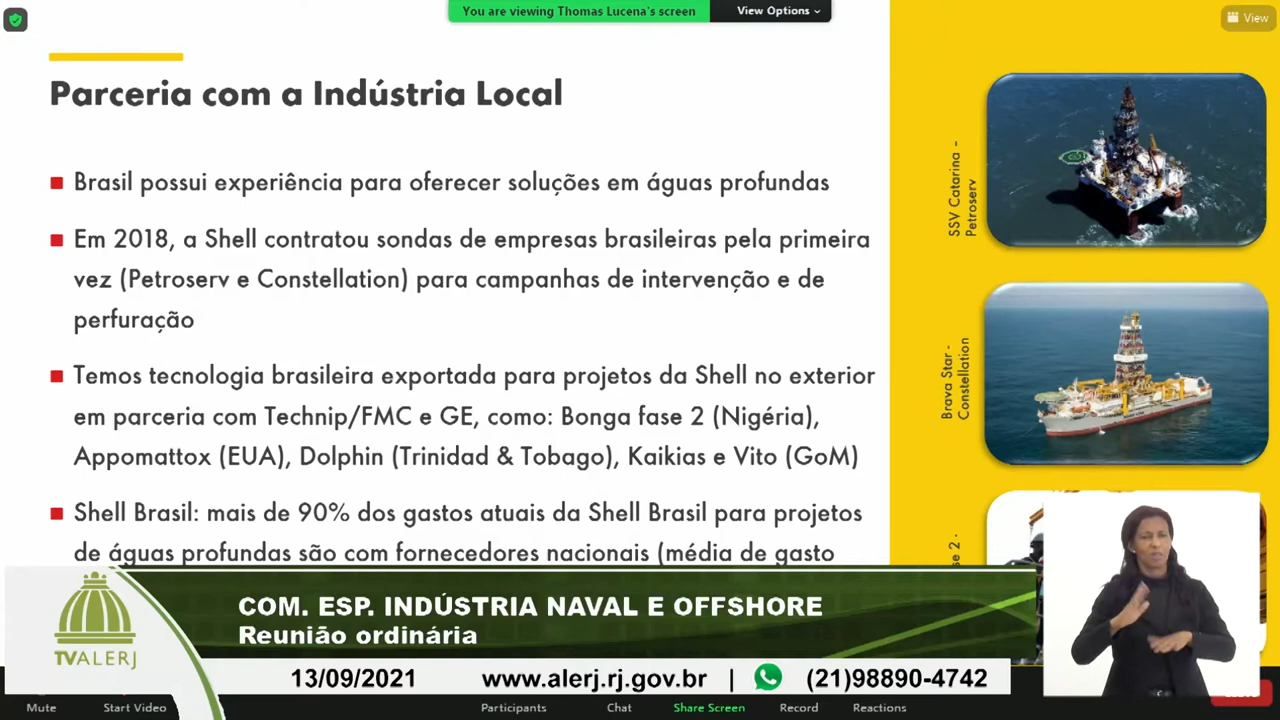 You are viewing Thomas Lucena's screen
View Options
View
Parceria com a Indústria Local
Brasil possui experiência para oferecer soluções em águas profundas
Em 2018, a Shell contratou sondas de empresas brasileiras pela primeira
vez (Petroserv e Constellation) para campanhas de intervenção e de
perfuração
Temos tecnologia brasileira exportada para projetos da Shell no exterior
em parceria com Technip/FMC e GE, como: Bonga fase 2 (Nigéria),
Appomattox (EUA), Dolphin (Trinidad & Tobago), Kaikias e Vito (GoM)
Shell Brasil: mais de 90% dos gastos atuais da Shell Brasil para projetos
de águas profundas são com fornecedores nacionais (média de gasto
SSV Catarina –
Petroserv
Brava Star -
Constellation
2 -
COM. ESP. INDÚSTRIA NAVAL E OFFSHORE
Reunião ordinária
TVALERJ
13/09/2021 www.alerj.rj.gov.br | (21)98890-4742
Mute
Start Video
Participants
Chat
Share Screen
Record
Reactions